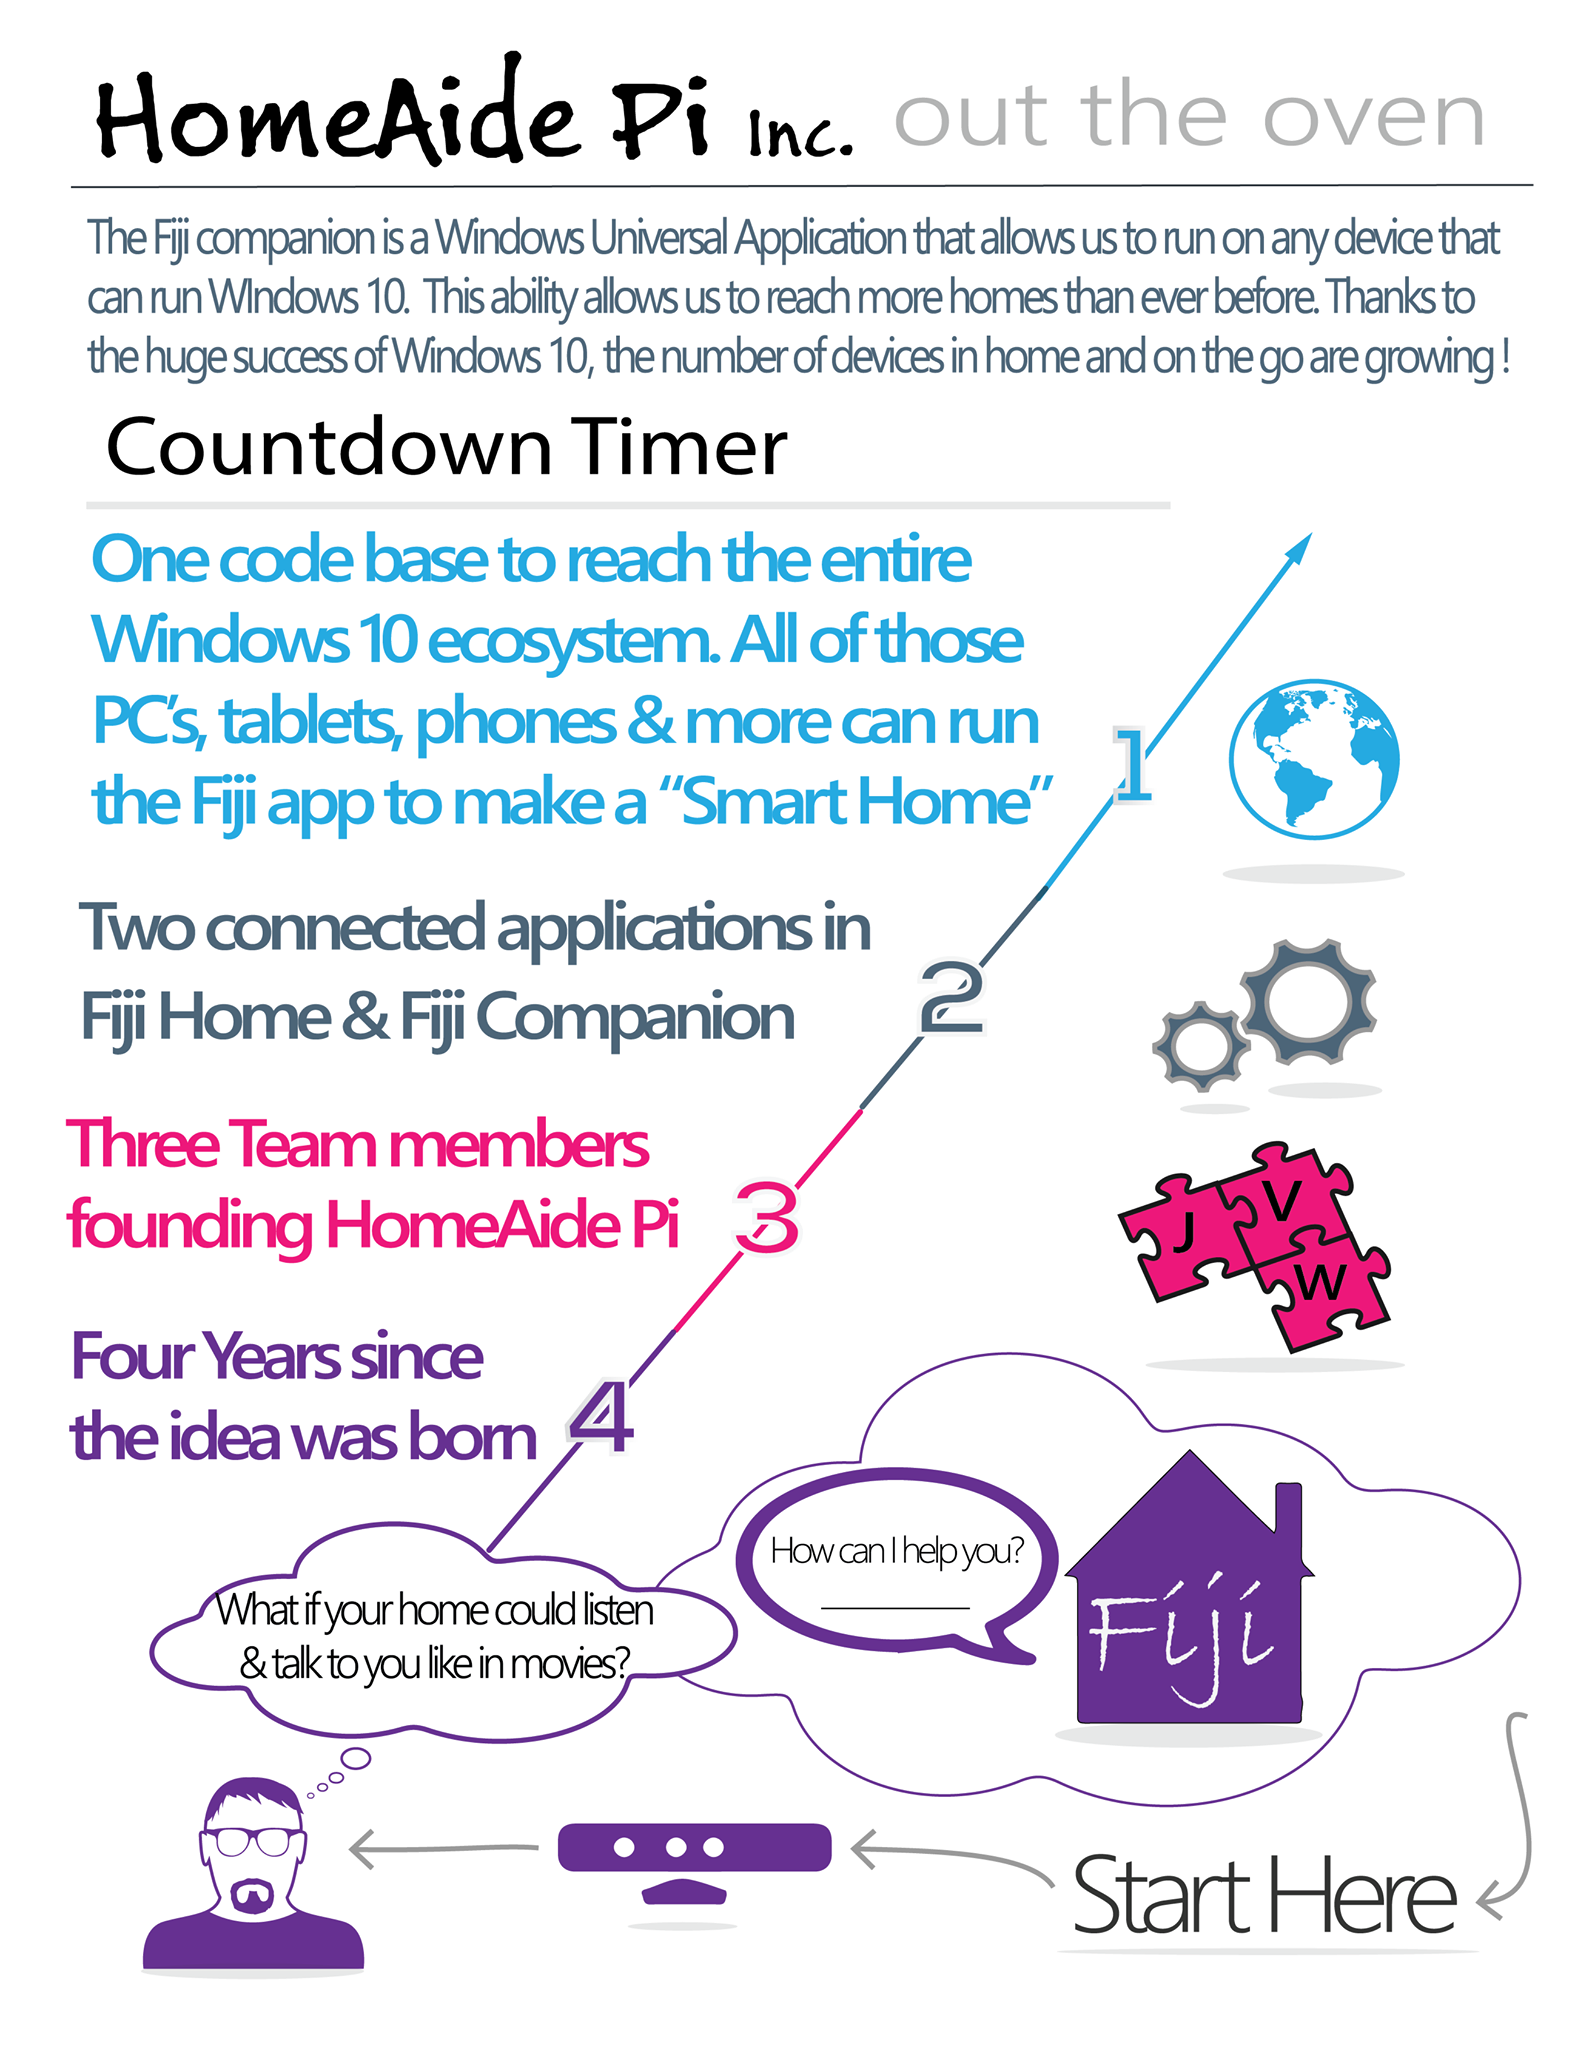 HomeAide Pi Inc. out the oven
The Fiji companion is a Windows Universal Application that allows us to run on any device that
can run WIndows 10. This ability allows us to reach more homes than ever before. Thanks to
the huge success of Windows 10, the number of devices in home and on the go are growing !
Countdown Timer
One code base to reach the entire
Windows 10 ecosystem. All of those
PC's, tablets, phones & more can run
the Fiji app to make a “Smart Home”
1
Two connected applications in
Fiji Home & Fiji Companion
2
Three Team members
founding HomeAide Pi
3
J
V
W
Four Years since
the idea was born
4
How can I help you?
Fiji
What if your home could listen
& talk to you like in movies?
Start Here